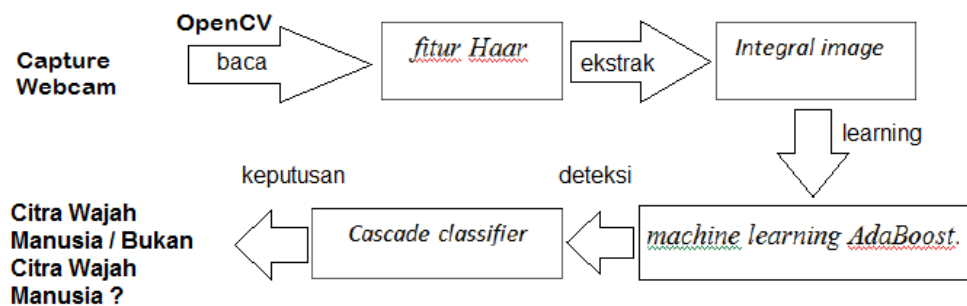 OpenCV
Capture
Webcam
baca
fitur Haar
ekstrak
Integral image
learning
machine learning AdaBoost.
deteksi
Cascade classifier
keputusan
Citra Wajah
Manusia / Bukan
Citra Wajah
Manusia ?